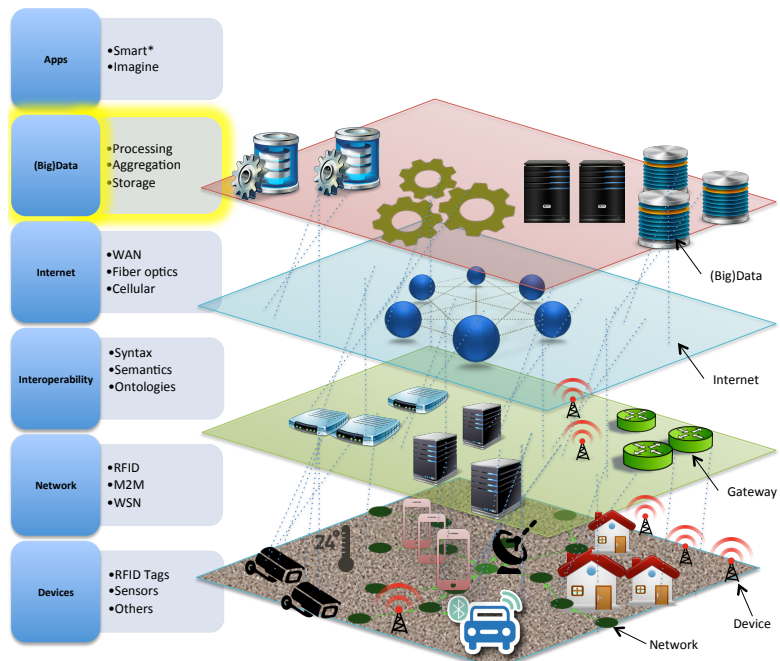 Apps
•Smart*
•Imagine
(Big)Data
•Processing
•Aggregation
•Storage
Internet
•WAN
•Fiber optics
•Cellular
Interoperability
•Syntax
•Semantics
•Ontologies
Network
•RFID
•M2M
•WSN
Devices
•RFID Tags
•Sensors
•Others
(Big)Data
Internet
Gateway
24°
Device
Network